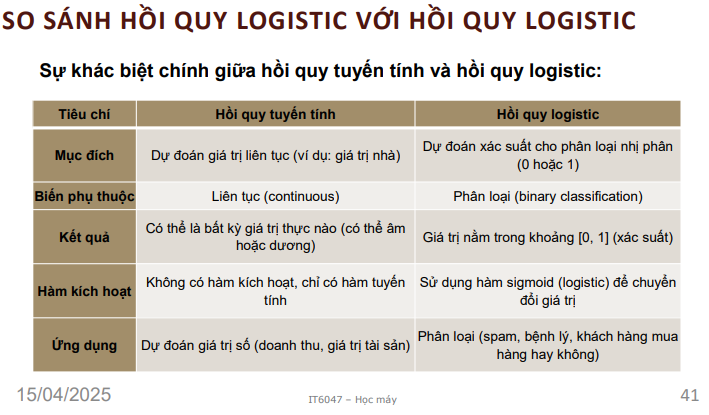 SO SÁNH HỒI QUY LOGISTIC VỚI HỒI QUY LOGISTIC
Sự khác biệt chính giữa hồi quy tuyến tính và hồi quy logistic:
Tiêu chí
Hồi quy tuyến tính
Hồi quy logistic
Mục đích
Dự đoán giá trị liên tục (ví dụ: giá trị nhà)
Dự đoán xác suất cho phân loại nhị phân
(0 hoặc 1)
Biến phụ thuộc
Liên tục (continuous)
Phân loại (binary classification)
Kết quả
Có thể là bất kỳ giá trị thực nào (có thể âm
hoặc dương)
Giá trị nằm trong khoảng [0, 1] (xác suất)
Hàm kích hoạt
Không có hàm kích hoạt, chỉ có hàm tuyến
tính
Sử dụng hàm sigmoid (logistic) để chuyển
đổi giá trị
Ứng dụng
Dự đoán giá trị số (doanh thu, giá trị tài sản)
Phân loại (spam, bệnh lý, khách hàng mua
hàng hay không)
15/04/2025
IT6047 – Học máy
41